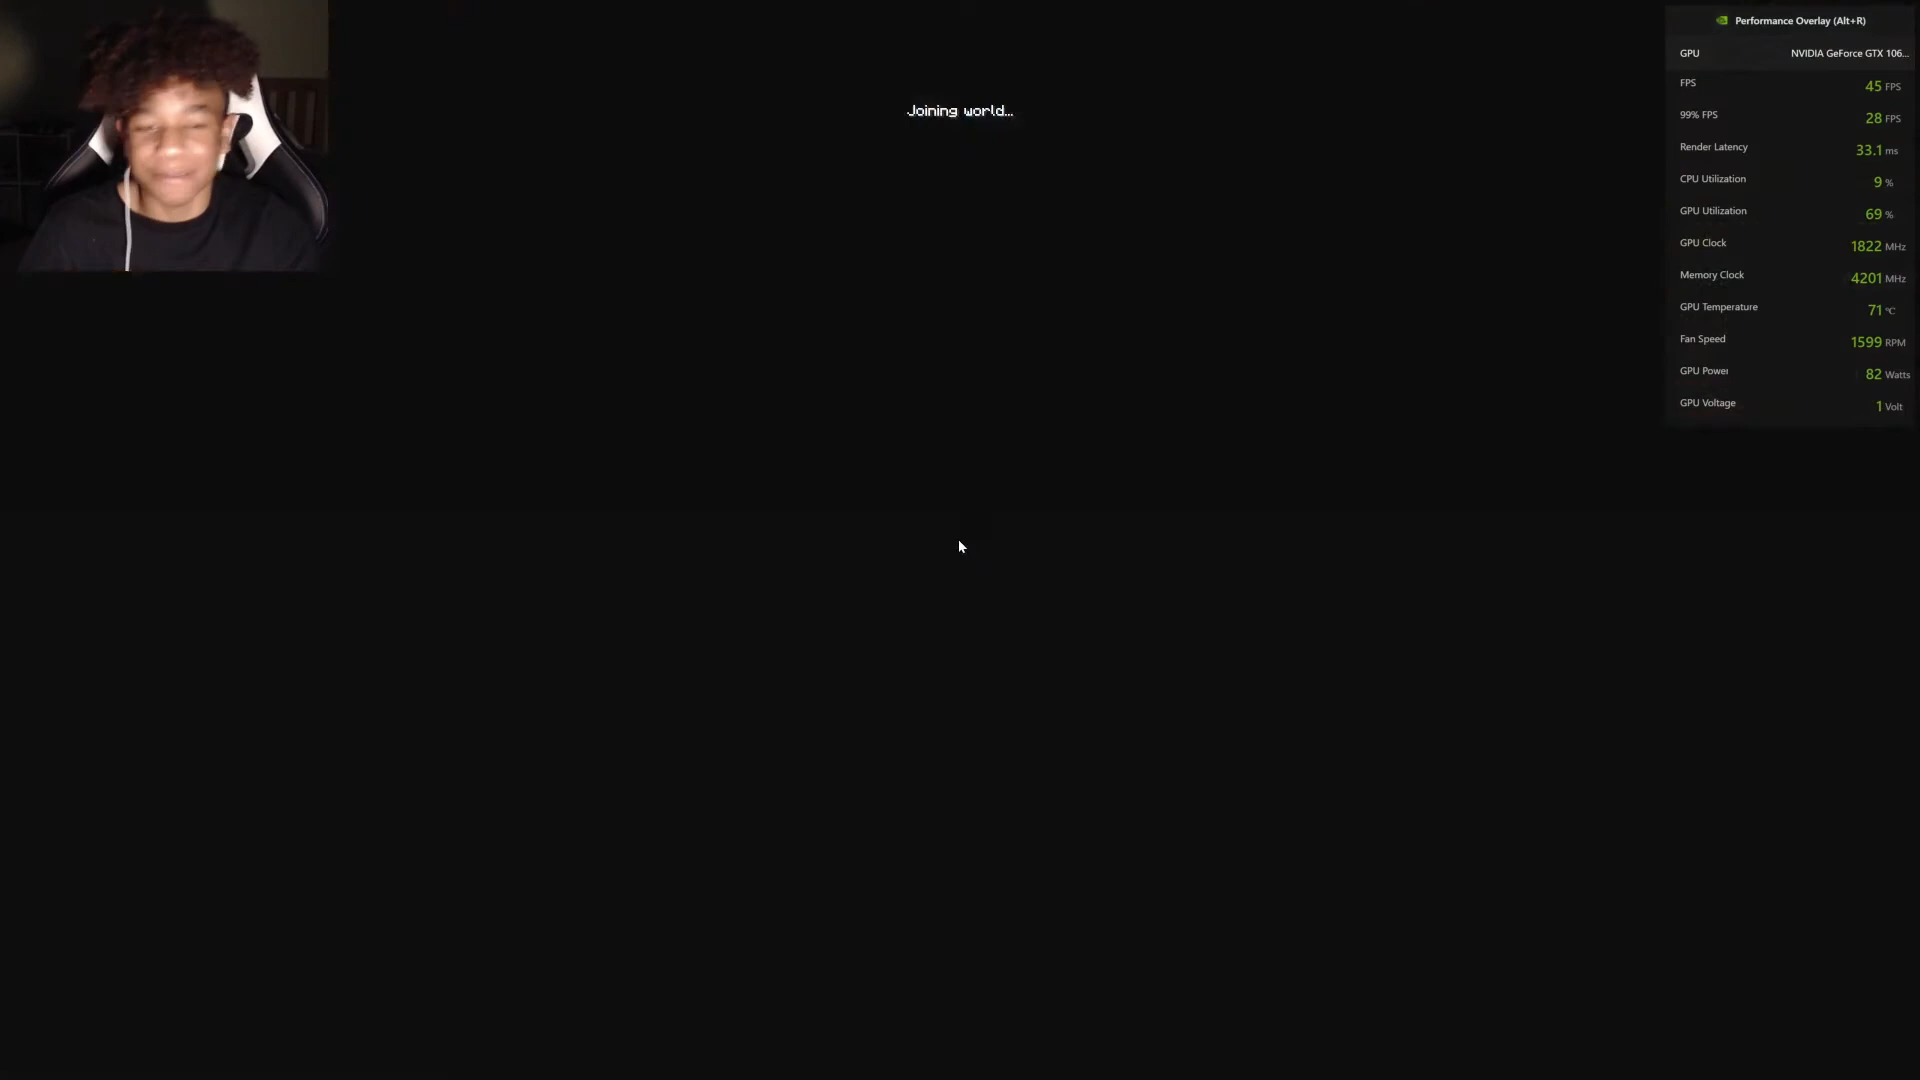 Joining world...
Performance Overlay (Alt+R)
GPU NVIDIA GeForce GTX 106...
FPS 45 FPS
99% FPS 28 FPS
Render Latency 33.1 ms
CPU Utilization 9 %
GPU Utilization 69 %
GPU Clock 1822 MHz
Memory Clock 4201 MHz
GPU Temperature 71 °C
Fan Speed 1599 RPM
GPU Power 82 Watts
GPU Voltage 1 Volt